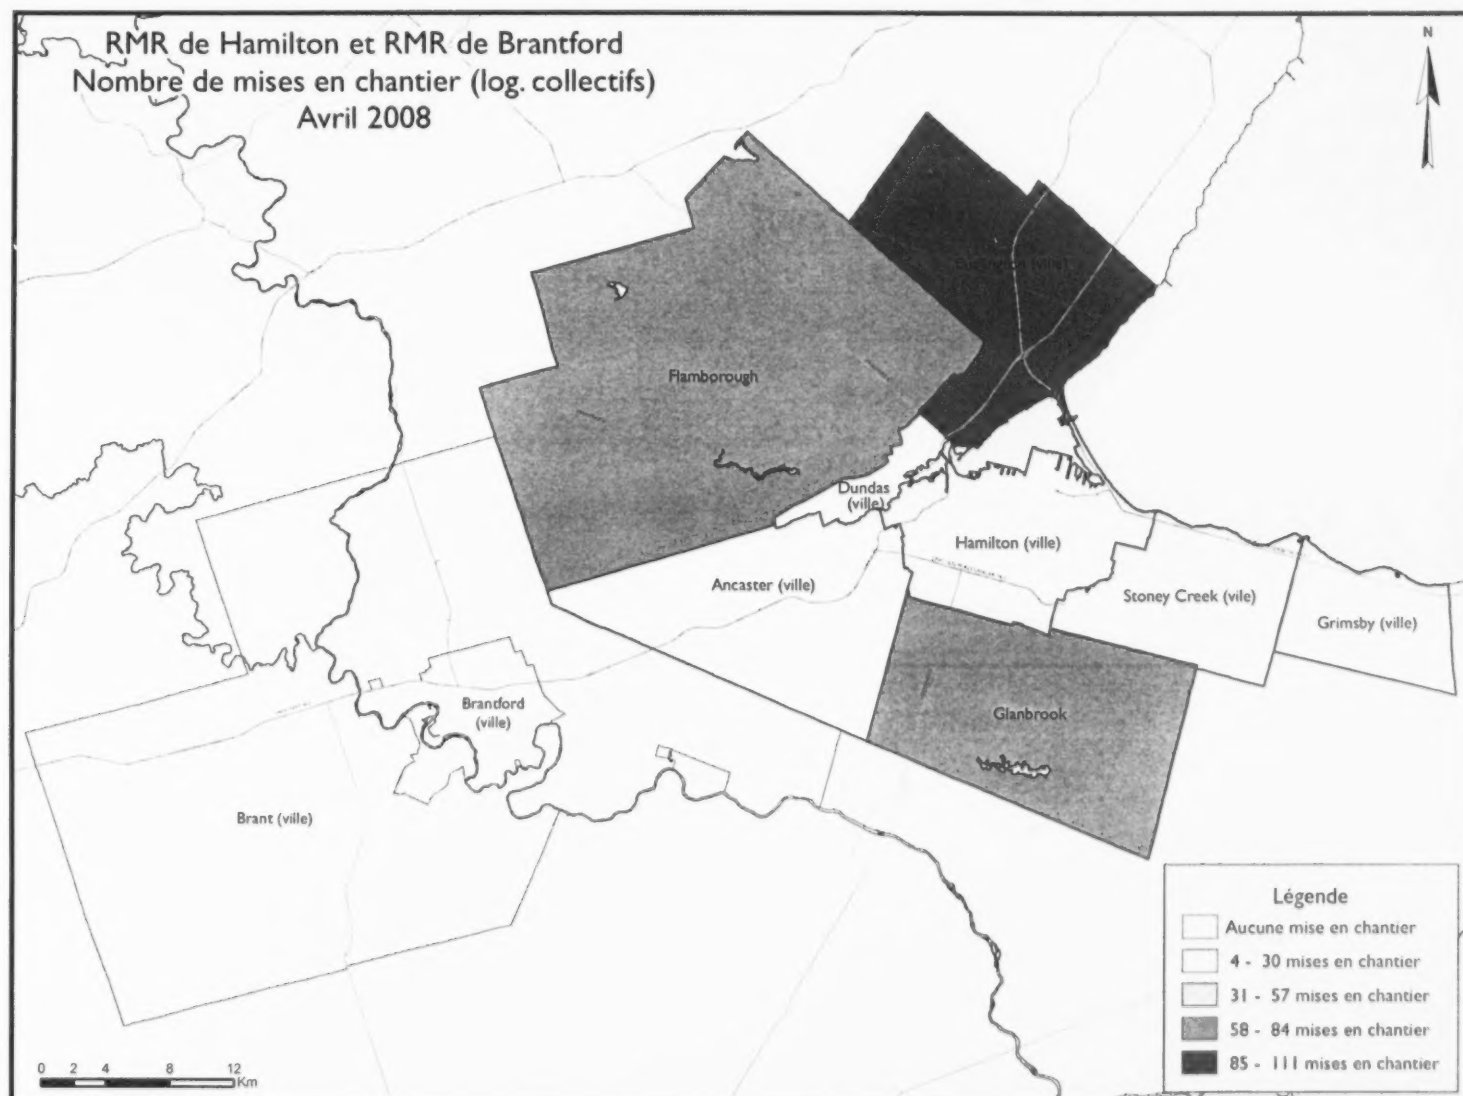 RMR de Hamilton et RMR de Brantford
Nombre de mises en chantier (log. collectifs)
Avril 2008
N
Burlington (ville)
Flamborough
Dundas
(ville)
Hamilton (ville)
Ancaster (ville)
Stoney Creek (vile)
Grimsby (ville)
Brantford
(ville)
Glanbrook
Brant (ville)
Légende
Aucune mise en chantier
4 - 30 mises en chantier
31 - 57 mises en chantier
58 - 84 mises en chantier
85 - 111 mises en chantier
0 2 4 8 12
Km